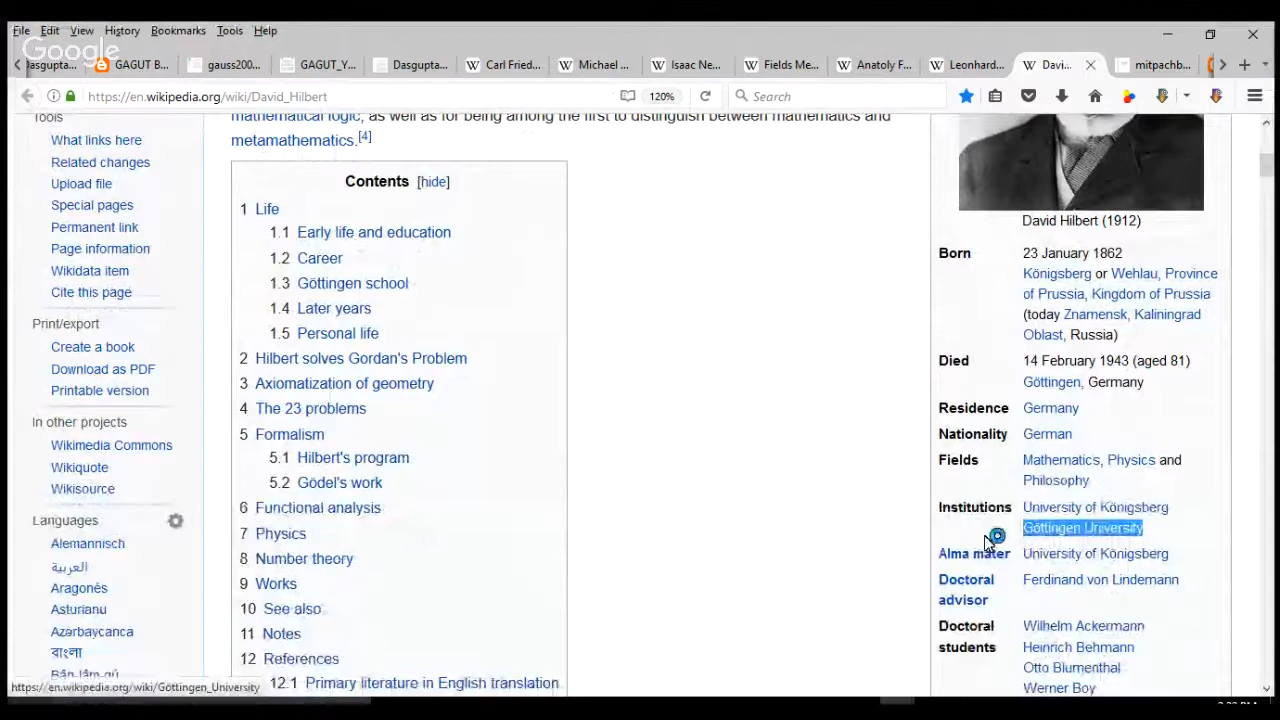 File Edit View History Bookmarks Tools Help
Google
Dasgupta... GAGUT B... gauss200... GAGUT_Y... Dasgupta... Carl Fried... Michael ... Isaac Ne... Fields Me... Anatoly F... Leonhard... Davi... mitpachb...
https://en.wikipedia.org/wiki/David_Hilbert 120% Search
Tools
What links here
Related changes
Upload file
Special pages
Permanent link
Page information
Wikidata item
Cite this page
Print/export
Create a book
Download as PDF
Printable version
In other projects
Wikimedia Commons
Wikiquote
Wikisource
Languages
Alemannisch
العربية
Aragonés
Asturianu
Azərbaycanca
বাংলা
Bân-lâm-gú
mathematical logic, as well as for being among the first to distinguish between mathematics and
metamathematics.[4]
Contents [hide]
1 Life
1.1 Early life and education
1.2 Career
1.3 Göttingen school
1.4 Later years
1.5 Personal life
2 Hilbert solves Gordan's Problem
3 Axiomatization of geometry
4 The 23 problems
5 Formalism
5.1 Hilbert's program
5.2 Gödel's work
6 Functional analysis
7 Physics
8 Number theory
9 Works
10 See also
11 Notes
12 References
12.1 Primary literature in English translation
David Hilbert (1912)
Born 23 January 1862
Königsberg or Wehlau, Province
of Prussia, Kingdom of Prussia
(today Znamensk, Kaliningrad
Oblast, Russia)
Died 14 February 1943 (aged 81)
Göttingen, Germany
Residence Germany
Nationality German
Fields Mathematics, Physics and
Philosophy
Institutions University of Königsberg
Göttingen University
Alma mater University of Königsberg
Doctoral Ferdinand von Lindemann
advisor
Doctoral Wilhelm Ackermann
students Heinrich Behmann
Otto Blumenthal
Werner Boy
https://en.wikipedia.org/wiki/Göttingen_University